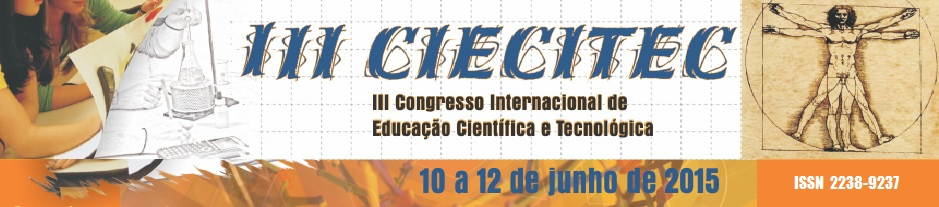 III CIECITEC
III Congresso Internacional de
Educação Científica e Tecnológica
10 a 12 de junho de 2015
ISSN 2238-9237